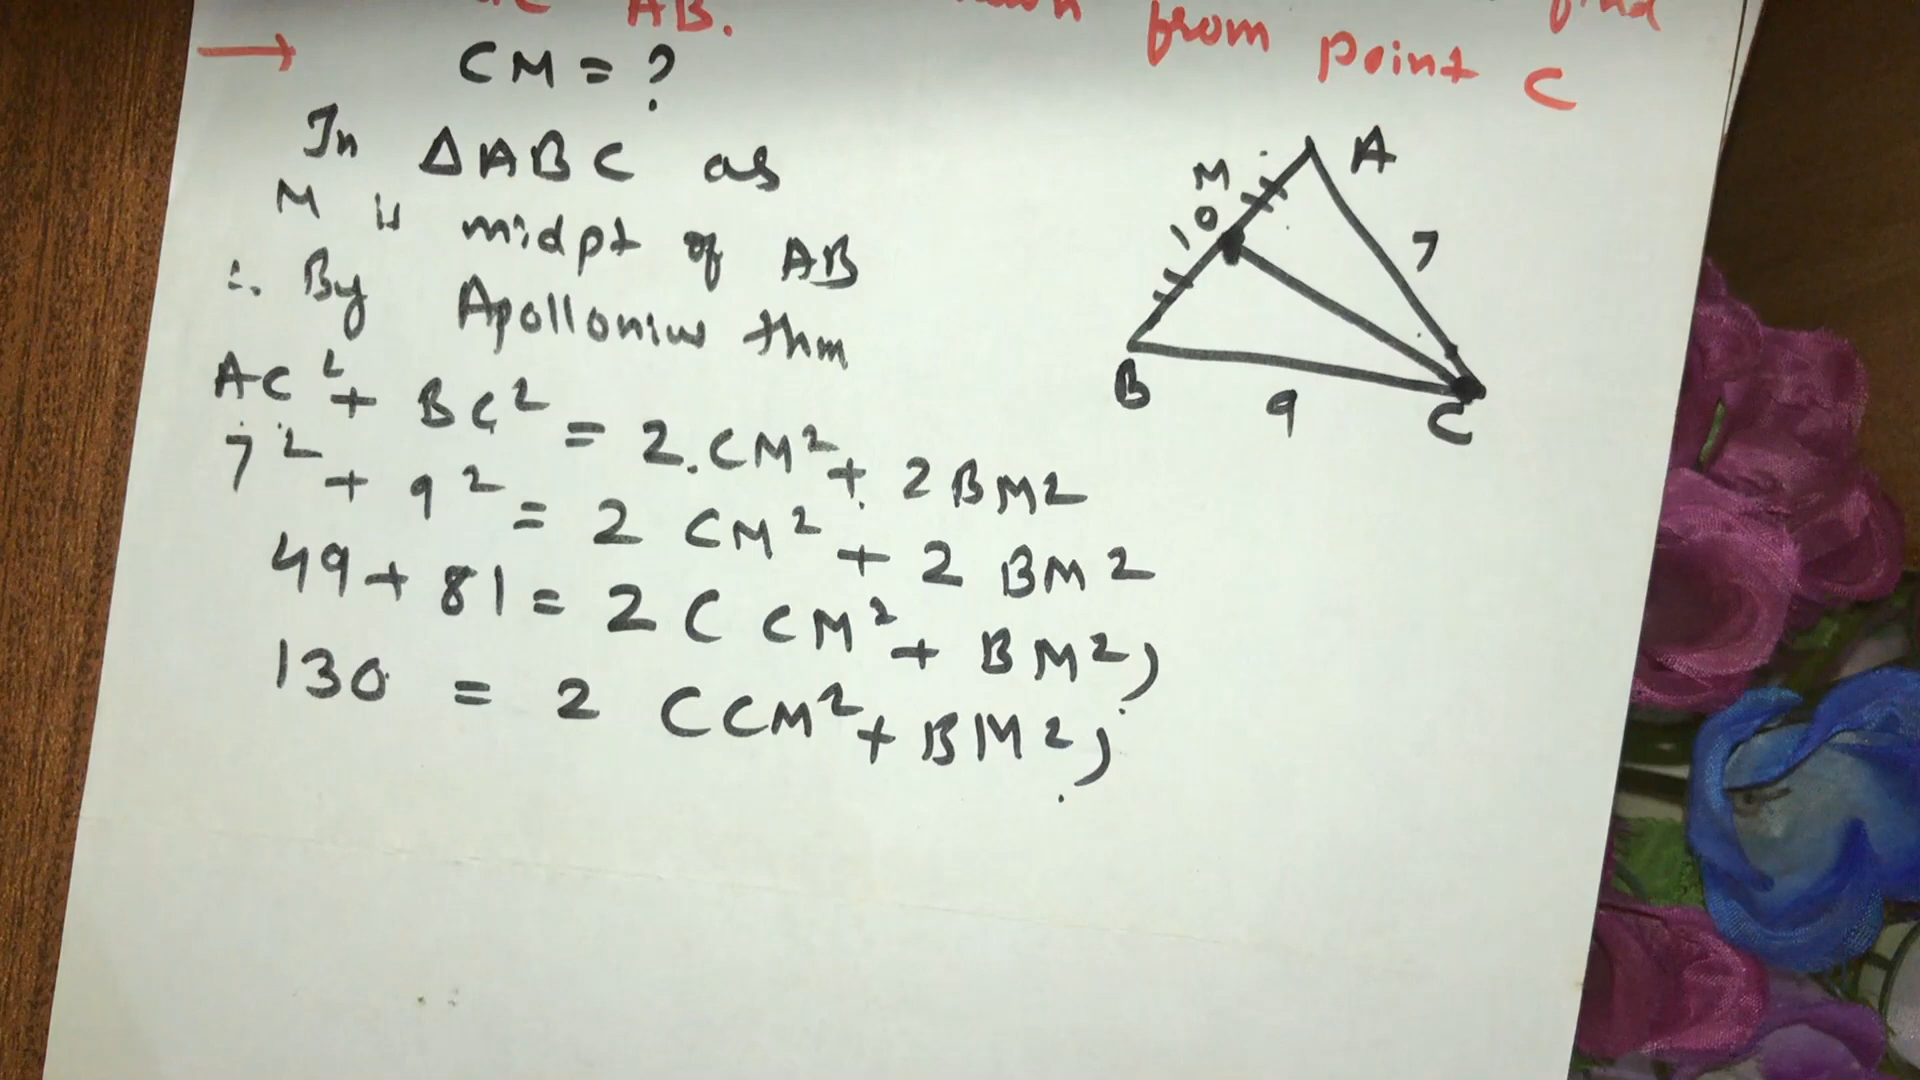 AB.
from point C
CM = ?
In △ABC as
M is midpt of AB
∴ By Apollonius thm
AC² + BC² = 2.CM² + 2BM2
7² + 9² = 2 CM² + 2 BM2
49 + 81 = 2 ( CM² + BM2)
130 = 2 (CM² + BM2)
A
M
10
7
B
9
C